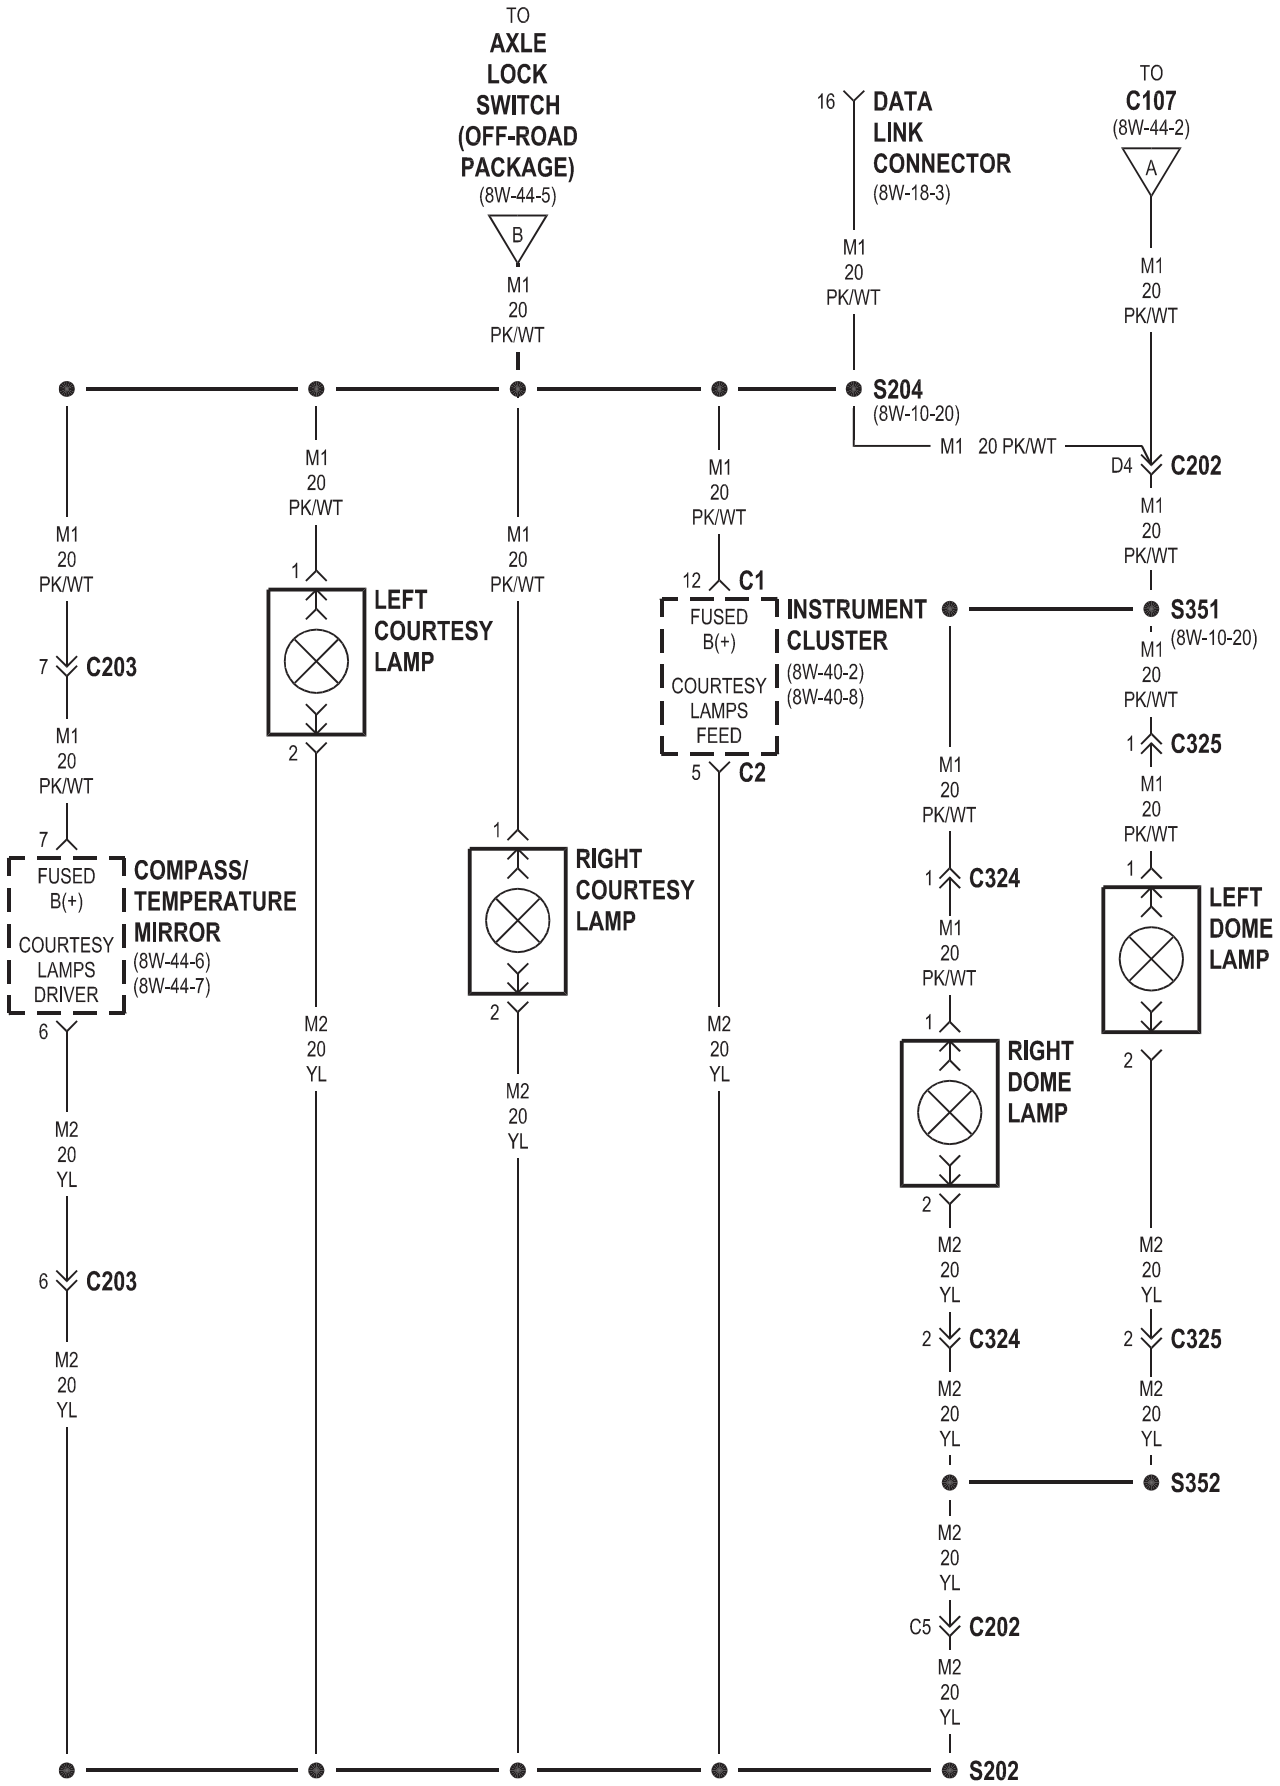 TO
AXLE
LOCK
SWITCH
(OFF-ROAD
PACKAGE)
(8W-44-5)
B
M1
20
PK/WT
16
DATA
LINK
CONNECTOR
(8W-18-3)
M1
20
PK/WT
TO
C107
(8W-44-2)
A
M1
20
PK/WT
S204
(8W-10-20)
M1 20 PK/WT
D4
C202
M1
20
PK/WT
S351
(8W-10-20)
M1
20
PK/WT
1
C325
M1
20
PK/WT
1
LEFT
DOME
LAMP
2
M2
20
YL
2
C325
M2
20
YL
S352
M1
20
PK/WT
7
C203
M1
20
PK/WT
7
FUSED
B(+)
COURTESY
LAMPS
DRIVER
COMPASS/
TEMPERATURE
MIRROR
(8W-44-6)
(8W-44-7)
6
M2
20
YL
6
C203
M2
20
YL
M1
20
PK/WT
1
LEFT
COURTESY
LAMP
2
M2
20
YL
M1
20
PK/WT
1
RIGHT
COURTESY
LAMP
2
M2
20
YL
M1
20
PK/WT
12
C1
FUSED
B(+)
COURTESY
LAMPS
FEED
INSTRUMENT
CLUSTER
(8W-40-2)
(8W-40-8)
5
C2
M2
20
YL
M1
20
PK/WT
1
C324
M1
20
PK/WT
1
RIGHT
DOME
LAMP
2
M2
20
YL
2
C324
M2
20
YL
M2
20
YL
C5
C202
M2
20
YL
S202